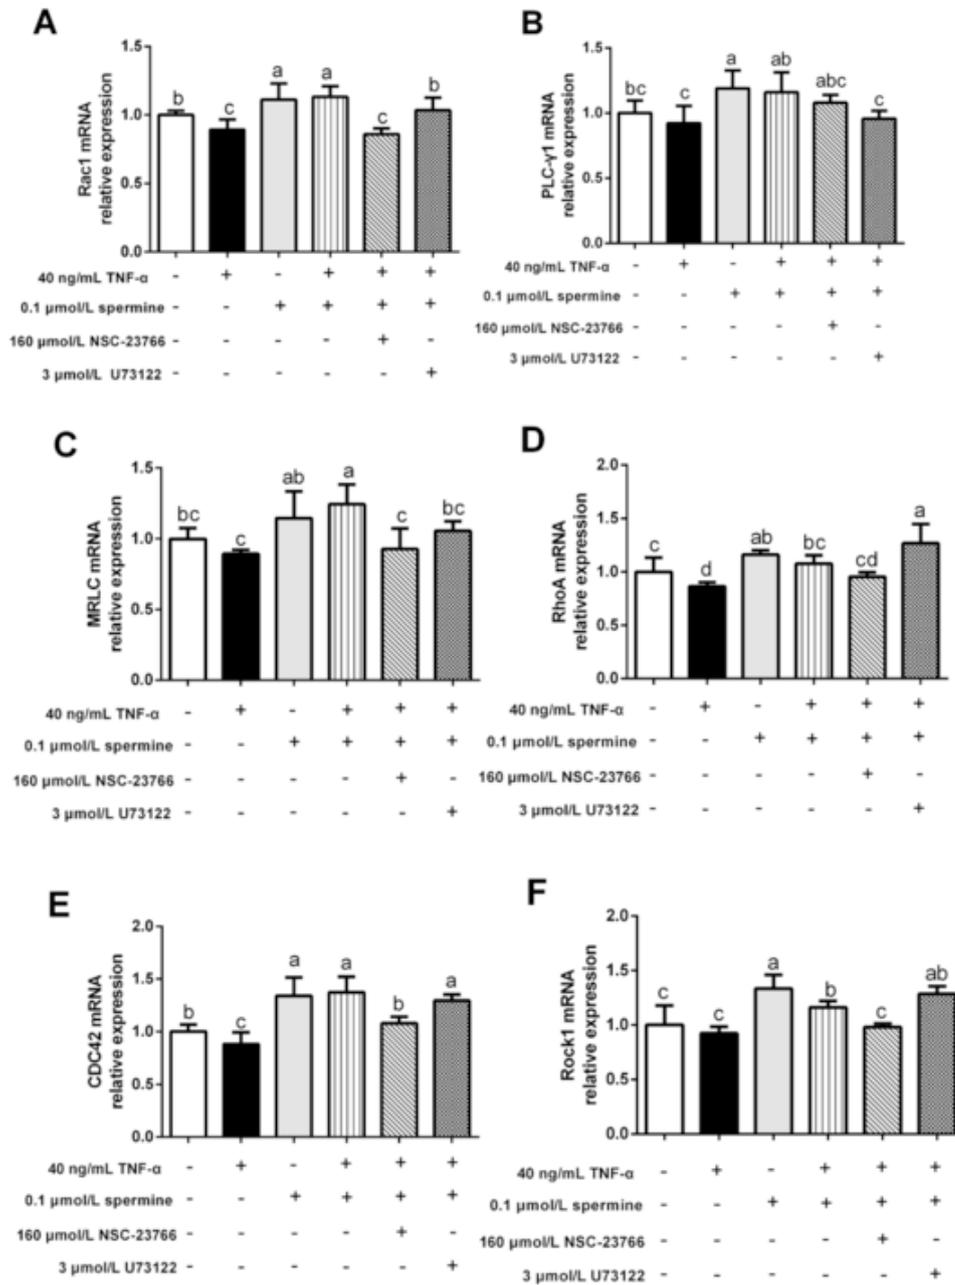 A
Rac1 mRNA
relative expression
1.5
1.0
0.5
0.0
b c a a c b
40 ng/mL TNF-α - + - + + +
0.1 μmol/L spermine - - + + + +
160 μmol/L NSC-23766 - - - - + -
3 μmol/L U73122 - - - - - +
B
PLC-γ1 mRNA
relative expression
1.5
1.0
0.5
0.0
bc c a ab abc c
40 ng/mL TNF-α - + - + + +
0.1 μmol/L spermine - - + + + +
160 μmol/L NSC-23766 - - - - + -
3 μmol/L U73122 - - - - - +
C
MRLC mRNA
relative expression
1.5
1.0
0.5
0.0
bc c ab a c bc
40 ng/mL TNF-α - + - + + +
0.1 μmol/L spermine - - + + + +
160 μmol/L NSC-23766 - - - - + -
3 μmol/L U73122 - - - - - +
D
RhoA mRNA
relative expression
2.0
1.5
1.0
0.5
0.0
c d ab bc cd a
40 ng/mL TNF-α - + - + + +
0.1 μmol/L spermine - - + + + +
160 μmol/L NSC-23766 - - - - + -
3 μmol/L U73122 - - - - - +
E
CDC42 mRNA
relative expression
2.0
1.5
1.0
0.5
0.0
b c a a b a
40 ng/mL TNF-α - + - + + +
0.1 μmol/L spermine - - + + + +
160 μmol/L NSC-23766 - - - - + -
3 μmol/L U73122 - - - - - +
F
Rock1 mRNA
relative expression
2.0
1.5
1.0
0.5
0.0
c c a b c ab
40 ng/mL TNF-α - + - + + +
0.1 μmol/L spermine - - + + + +
160 μmol/L NSC-23766 - - - - + -
3 μmol/L U73122 - - - - - +